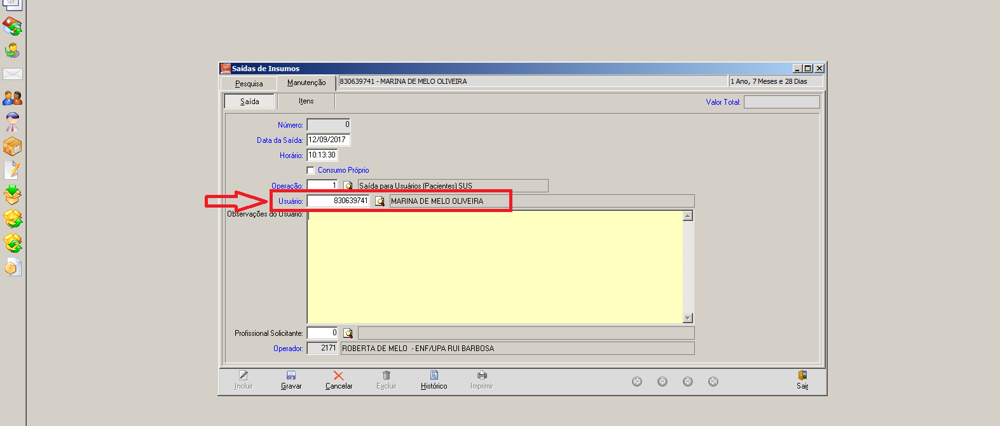 Saídas de Insumos
Pesquisa Manutenção 830639741 - MARINA DE MELO OLIVEIRA 1 Ano, 7 Meses e 28 Dias
Saída Itens Valor Total:
Número: 0
Data da Saída: 12/09/2017
Horário: 10:13:30
Consumo Próprio
Operação: 1 Saída para Usuários (Pacientes) SUS
Usuário: 830639741 MARINA DE MELO OLIVEIRA
Observações do Usuário:
Profissional Solicitante: 0
Operador: 2171 ROBERTA DE MELO - ENF/UPA RUI BARBOSA
Incluir Gravar Cancelar Excluir Histórico Imprimir Sair